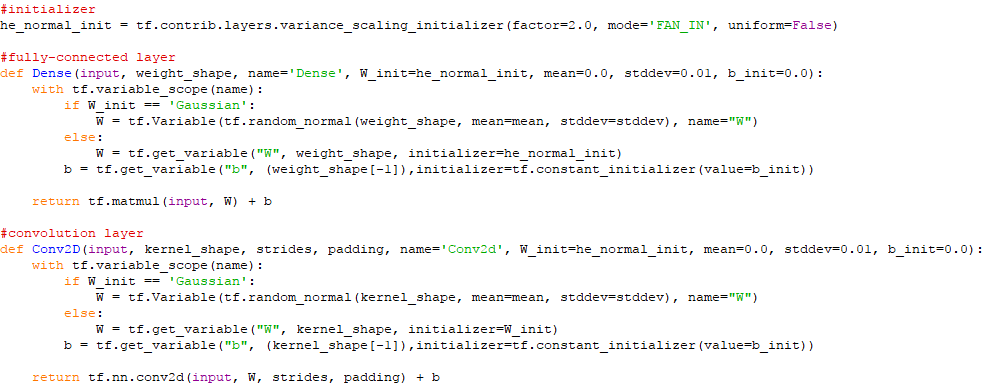 #initializer
he_normal_init = tf.contrib.layers.variance_scaling_initializer(factor=2.0, mode='FAN_IN', uniform=False)

#fully-connected layer
def Dense(input, weight_shape, name='Dense', W_init=he_normal_init, mean=0.0, stddev=0.01, b_init=0.0):
    with tf.variable_scope(name):
        if W_init == 'Gaussian':
            W = tf.Variable(tf.random_normal(weight_shape, mean=mean, stddev=stddev), name="W")
        else:
            W = tf.get_variable("W", weight_shape, initializer=he_normal_init)
        b = tf.get_variable("b", (weight_shape[-1]),initializer=tf.constant_initializer(value=b_init))

    return tf.matmul(input, W) + b

#convolution layer
def Conv2D(input, kernel_shape, strides, padding, name='Conv2d', W_init=he_normal_init, mean=0.0, stddev=0.01, b_init=0.0):
    with tf.variable_scope(name):
        if W_init == 'Gaussian':
            W = tf.Variable(tf.random_normal(kernel_shape, mean=mean, stddev=stddev), name="W")
        else:
            W = tf.get_variable("W", kernel_shape, initializer=W_init)
        b = tf.get_variable("b", (kernel_shape[-1]),initializer=tf.constant_initializer(value=b_init))

    return tf.nn.conv2d(input, W, strides, padding) + b